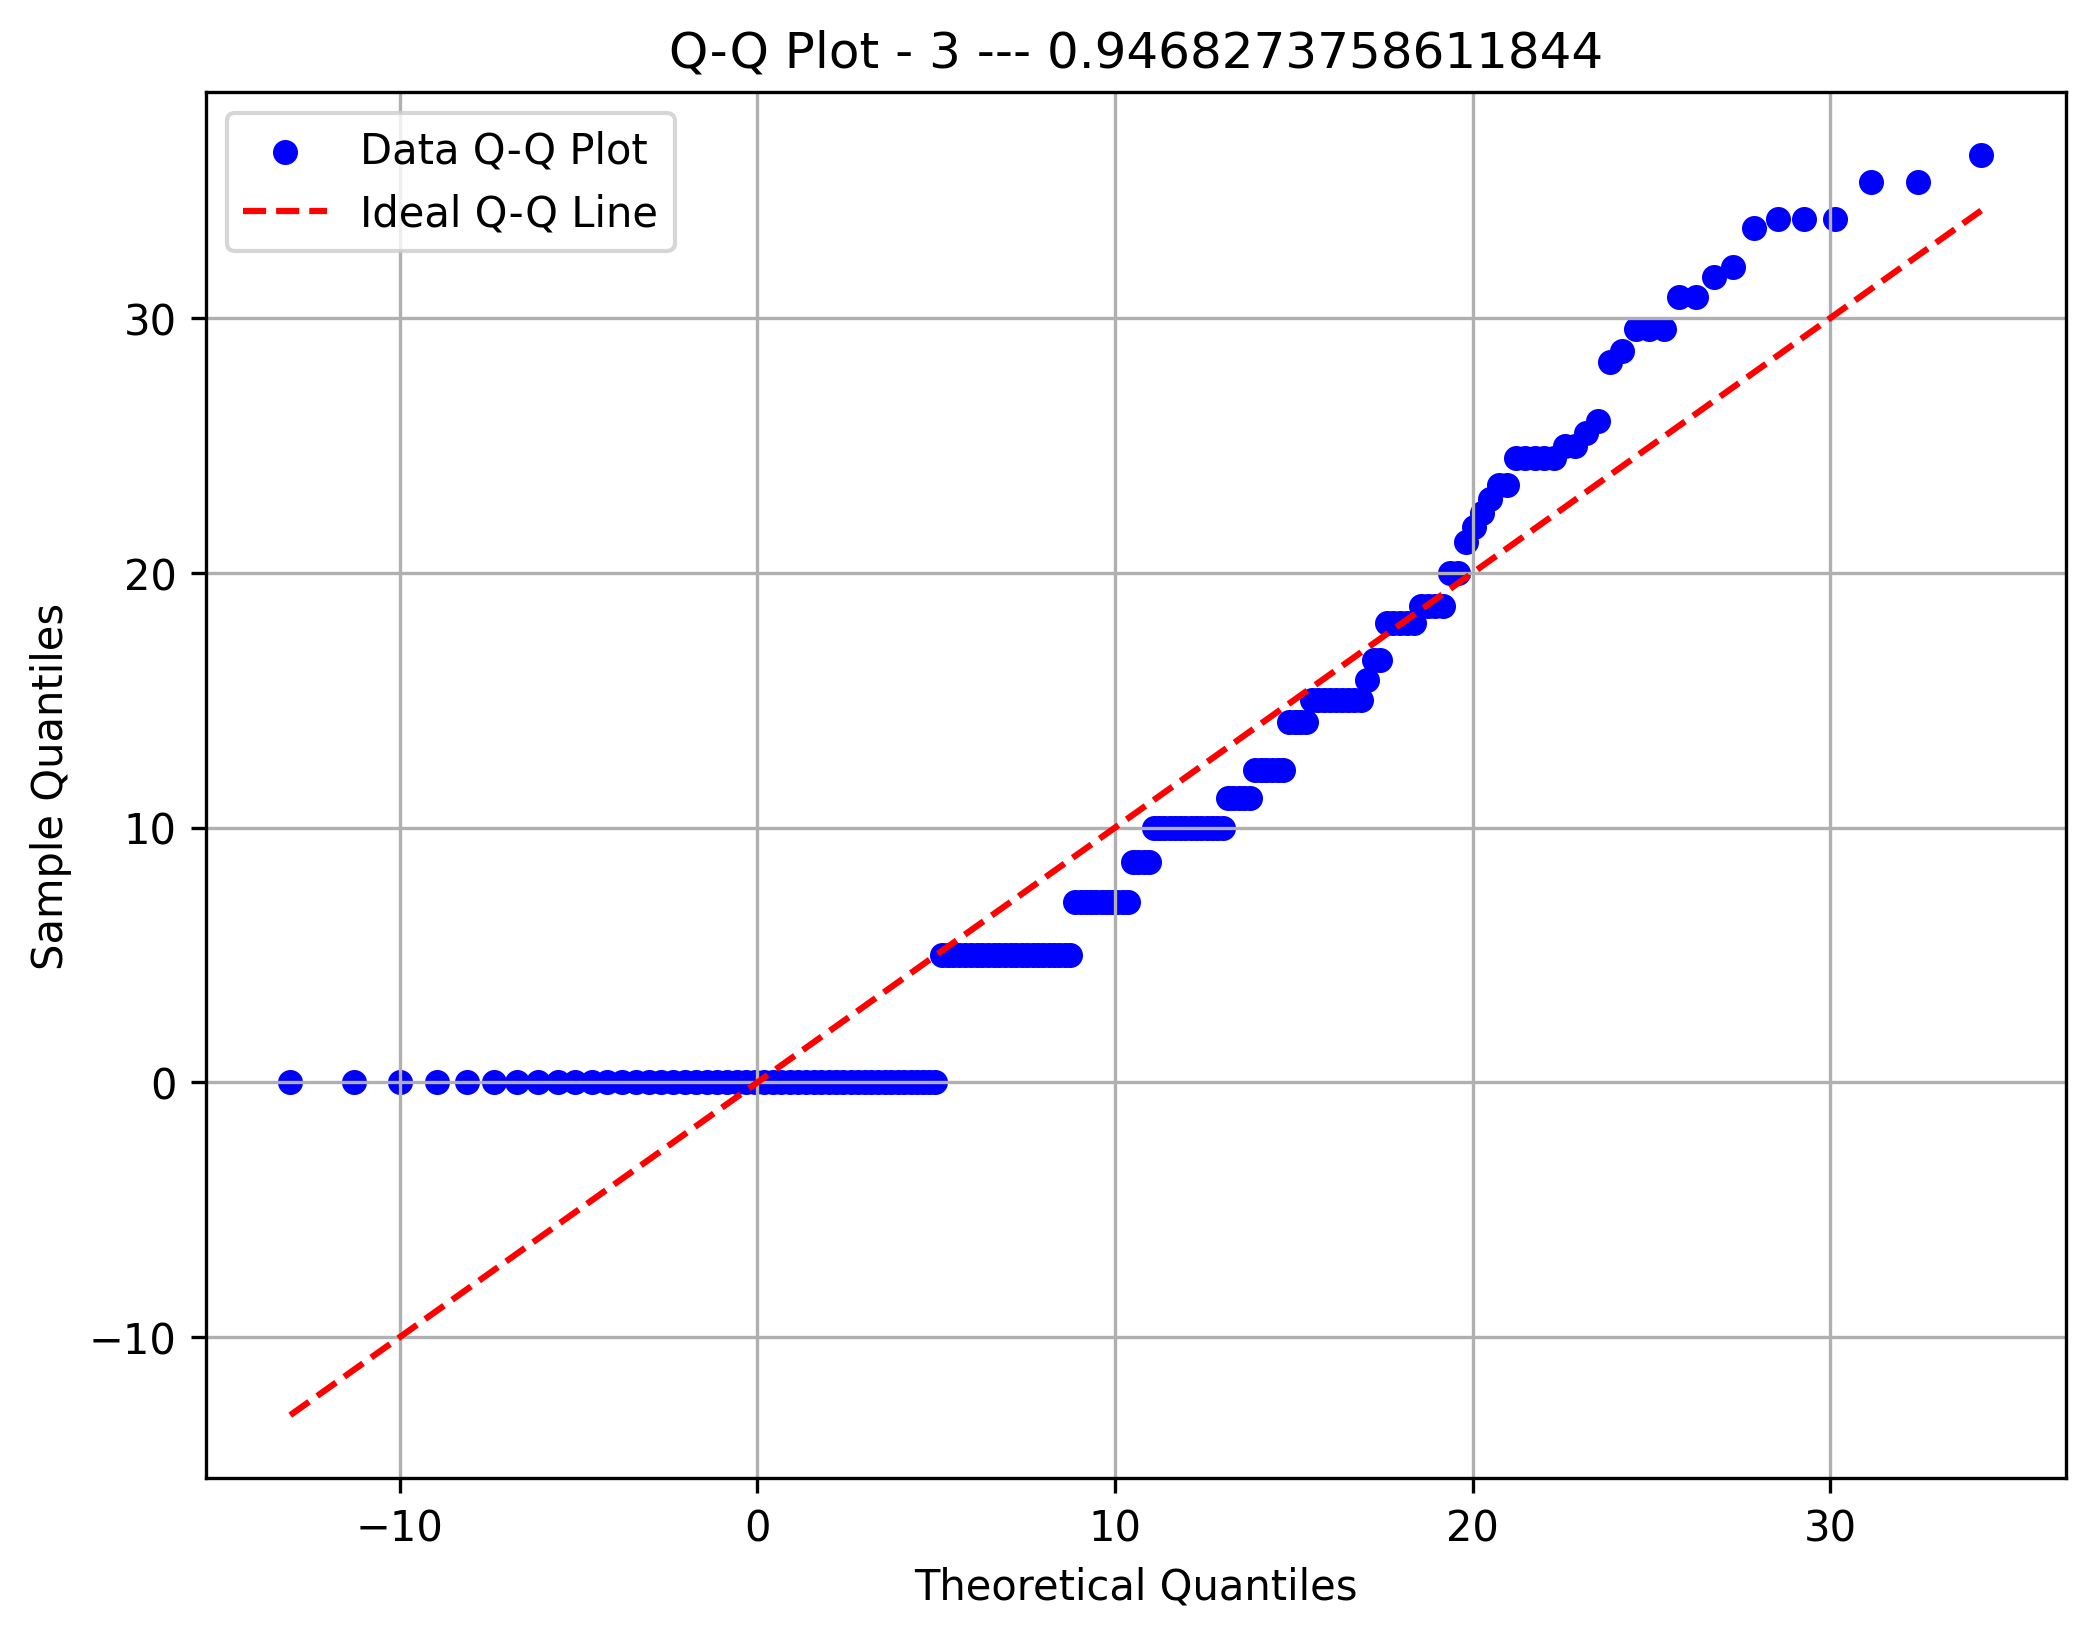 Q-Q Plot - 3 --- 0.9468273758611844
Data Q-Q Plot
Ideal Q-Q Line
Sample Quantiles
30
20
10
0
−10
−10 0 10 20 30
Theoretical Quantiles